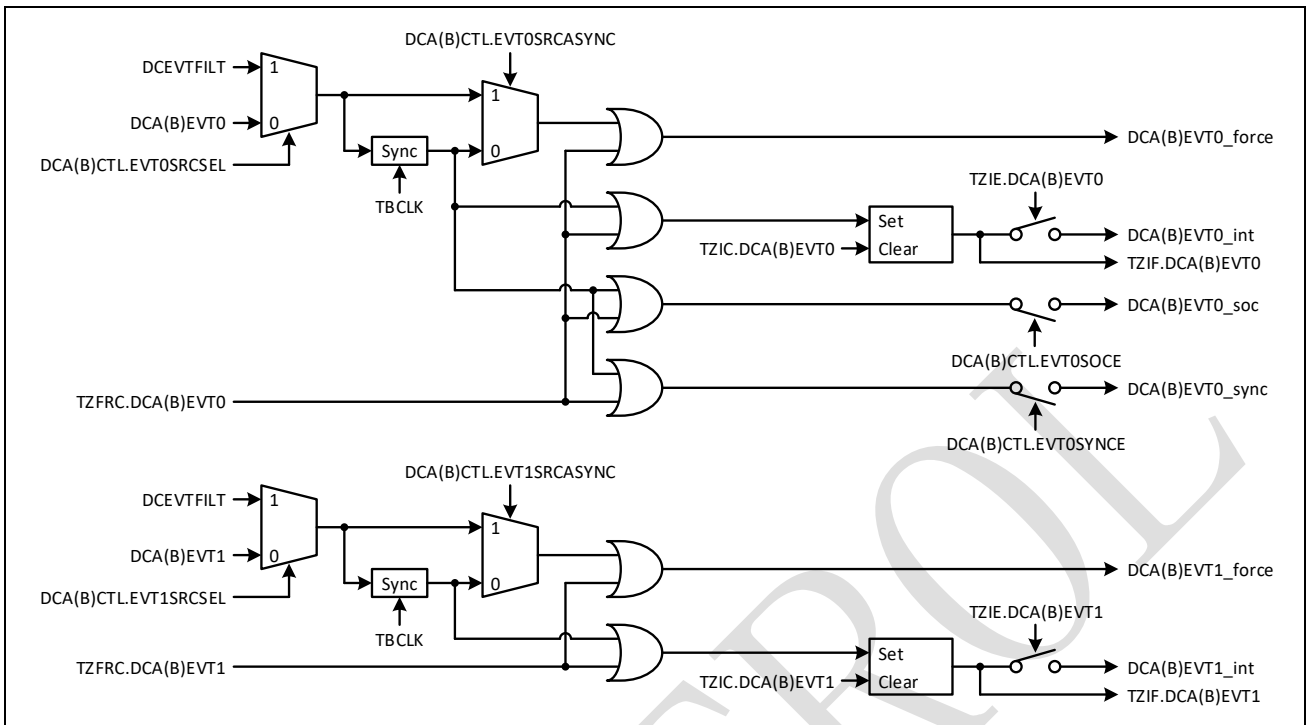 DCA(B)CTL.EVT0SRCASYNC
DCEVTFILT
1
1
DCA(B)EVT0
0
DCA(B)EVT0_force
DCA(B)CTL.EVT0SRCSEL
Sync
0
TBCLK
TZIE.DCA(B)EVT0
Set
TZIC.DCA(B)EVT0
Clear
DCA(B)EVT0_int
TZIF.DCA(B)EVT0
DCA(B)EVT0_soc
DCA(B)CTL.EVT0SOCE
TZFRC.DCA(B)EVT0
DCA(B)EVT0_sync
DCA(B)CTL.EVT0SYNCE
DCA(B)CTL.EVT1SRCASYNC
DCEVTFILT
1
1
DCA(B)EVT1
0
DCA(B)EVT1_force
DCA(B)CTL.EVT1SRCSEL
Sync
0
TBCLK
TZIE.DCA(B)EVT1
TZFRC.DCA(B)EVT1
Set
TZIC.DCA(B)EVT1
Clear
DCA(B)EVT1_int
TZIF.DCA(B)EVT1
ROL